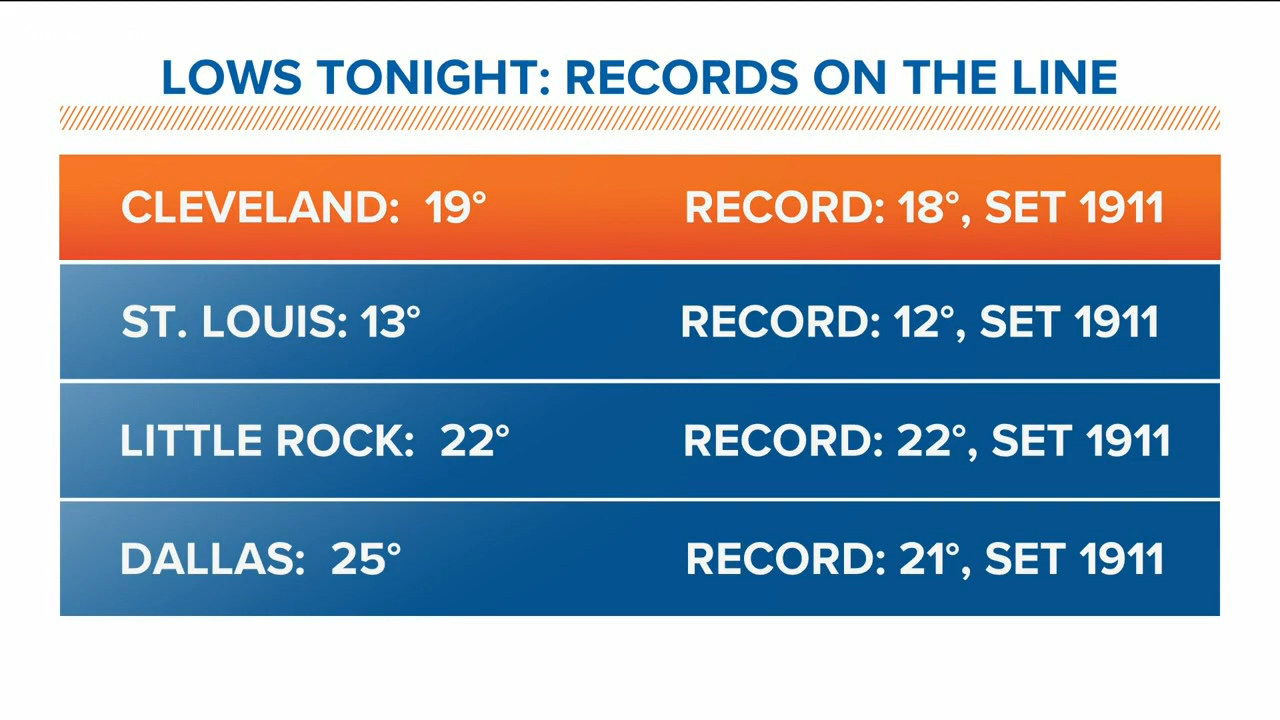 LOWS TONIGHT: RECORDS ON THE LINE
CLEVELAND: 19° RECORD: 18°, SET 1911
ST. LOUIS: 13° RECORD: 12°, SET 1911
LITTLE ROCK: 22° RECORD: 22°, SET 1911
DALLAS: 25° RECORD: 21°, SET 1911